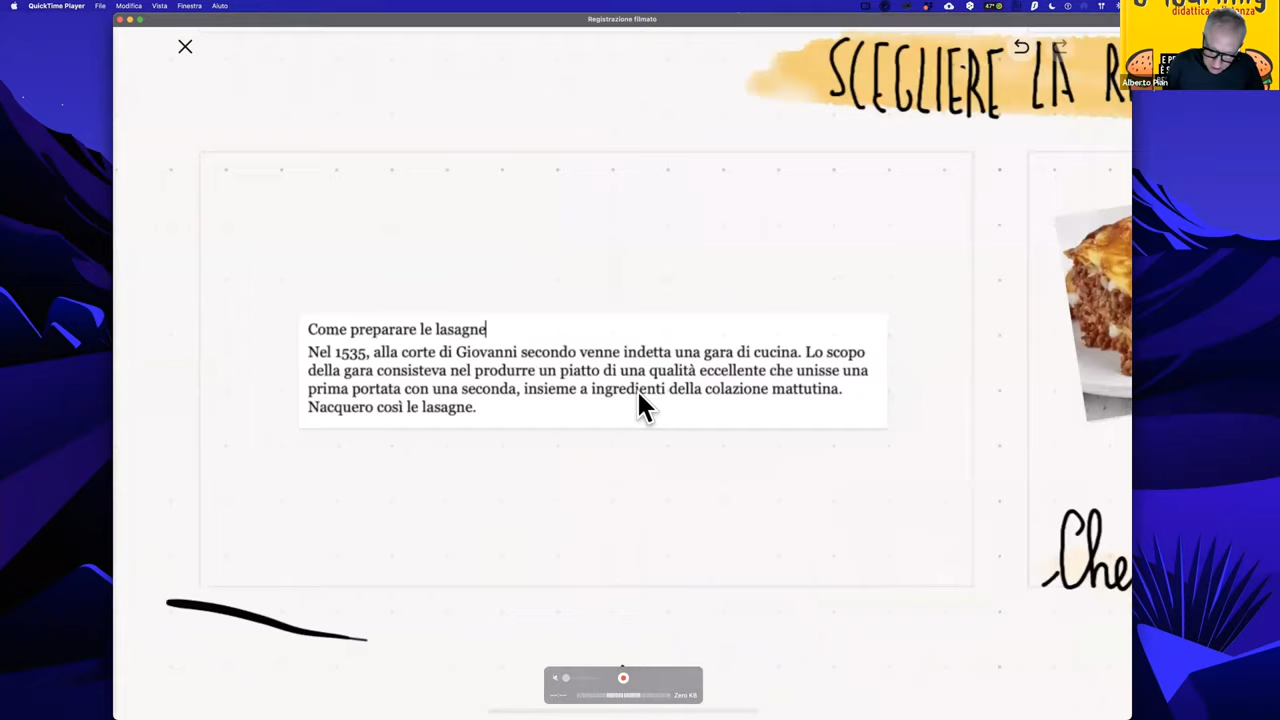 QuickTime Player File Modifica Vista Finestra Aiuto
47°
Registrazione filmato
didattica
Alberto Pian
SCEGLIERE LA R
Come preparare le lasagne
Nel 1535, alla corte di Giovanni secondo venne indetta una gara di cucina. Lo scopo
della gara consisteva nel produrre un piatto di una qualità eccellente che unisse una
prima portata con una seconda, insieme a ingredienti della colazione mattutina.
Nacquero così le lasagne.
Che
--:-- Zero KB